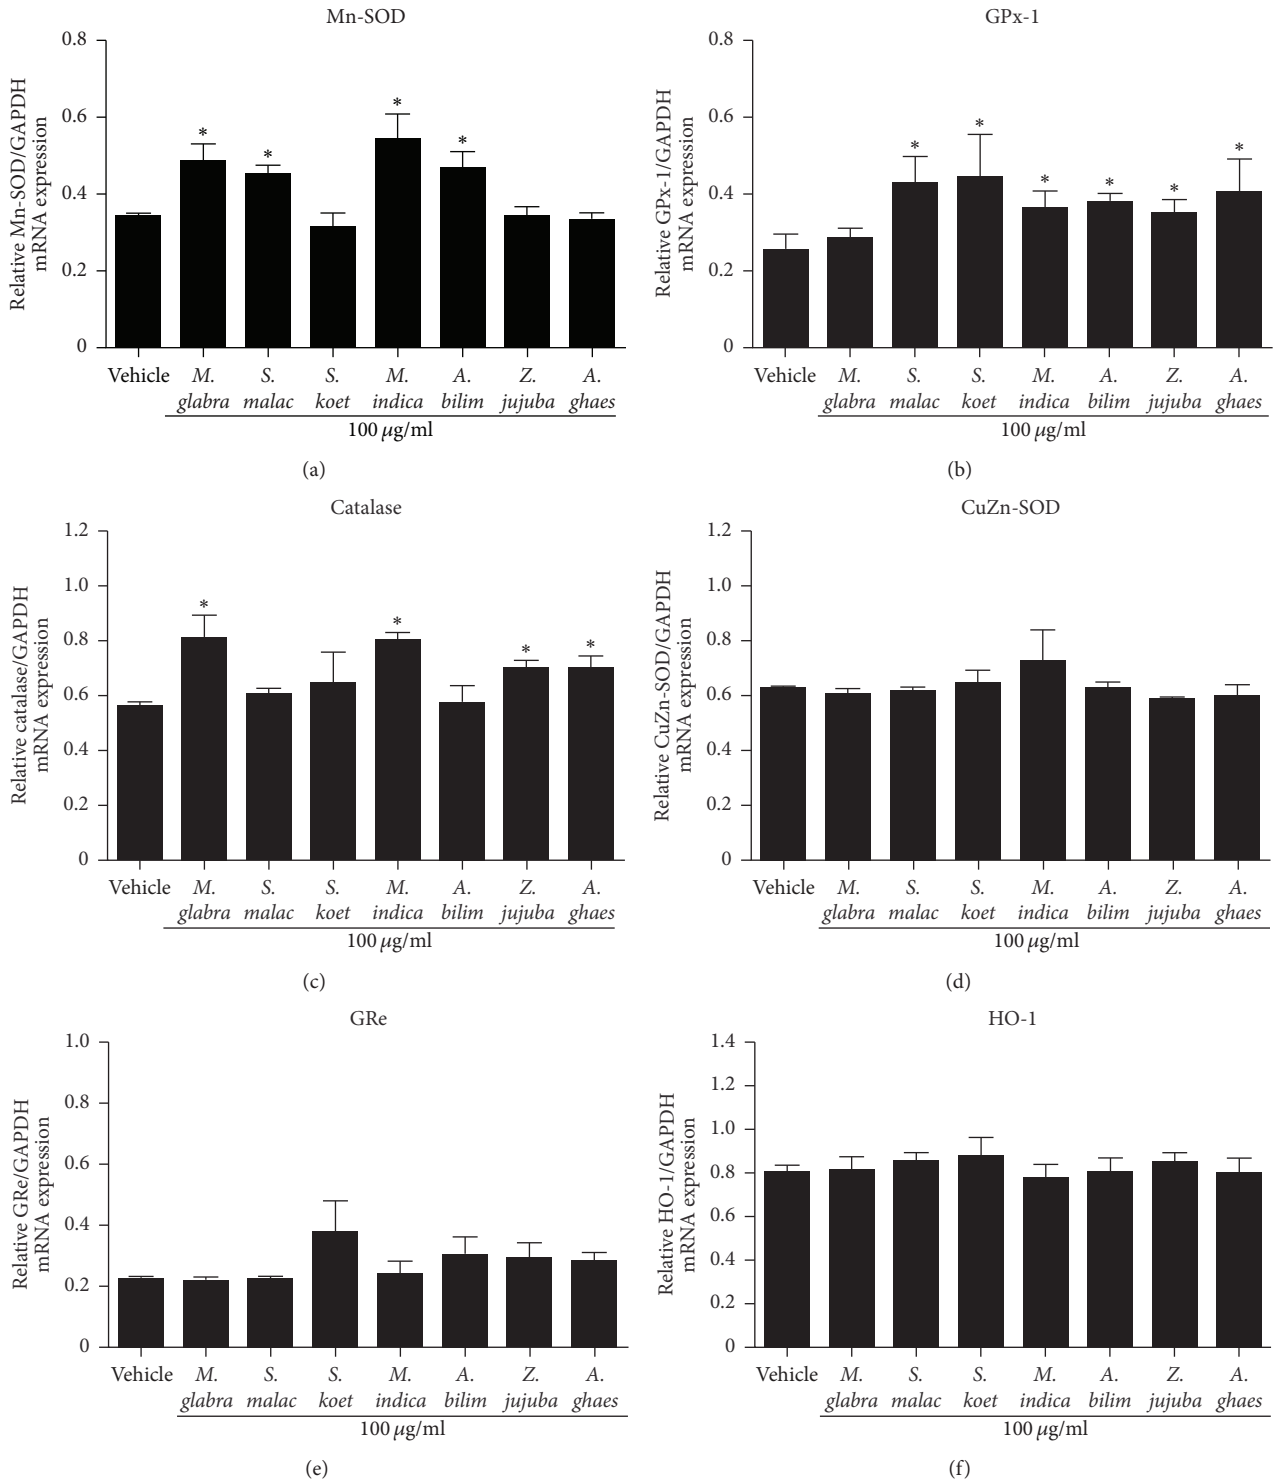 Mn-SOD
Relative Mn-SOD/GAPDH
mRNA expression
0.8
0.6
0.4
0.2
0
* * * *
Vehicle M. S. S. M. A. Z. A.
glabra malac koet indica bilim jujuba ghaes
100 μg/ml
(a)
GPx-1
Relative GPx-1/GAPDH
mRNA expression
0.8
0.6
0.4
0.2
0
* * * * * *
Vehicle M. S. S. M. A. Z. A.
glabra malac koet indica bilim jujuba ghaes
100 μg/ml
(b)
Catalase
Relative catalase/GAPDH
mRNA expression
1.2
1.0
0.8
0.6
0.4
0.2
0
* * * *
Vehicle M. S. S. M. A. Z. A.
glabra malac koet indica bilim jujuba ghaes
100 μg/ml
(c)
CuZn-SOD
Relative CuZn-SOD/GAPDH
mRNA expression
1.2
1.0
0.8
0.6
0.4
0.2
0
Vehicle M. S. S. M. A. Z. A.
glabra malac koet indica bilim jujuba ghaes
100 μg/ml
(d)
GRe
Relative GRe/GAPDH
mRNA expression
1.0
0.8
0.6
0.4
0.2
0
Vehicle M. S. S. M. A. Z. A.
glabra malac koet indica bilim jujuba ghaes
100 μg/ml
(e)
HO-1
Relative HO-1/GAPDH
mRNA expression
1.4
1.2
1.0
0.8
0.6
0.4
0.2
0
Vehicle M. S. S. M. A. Z. A.
glabra malac koet indica bilim jujuba ghaes
100 μg/ml
(f)